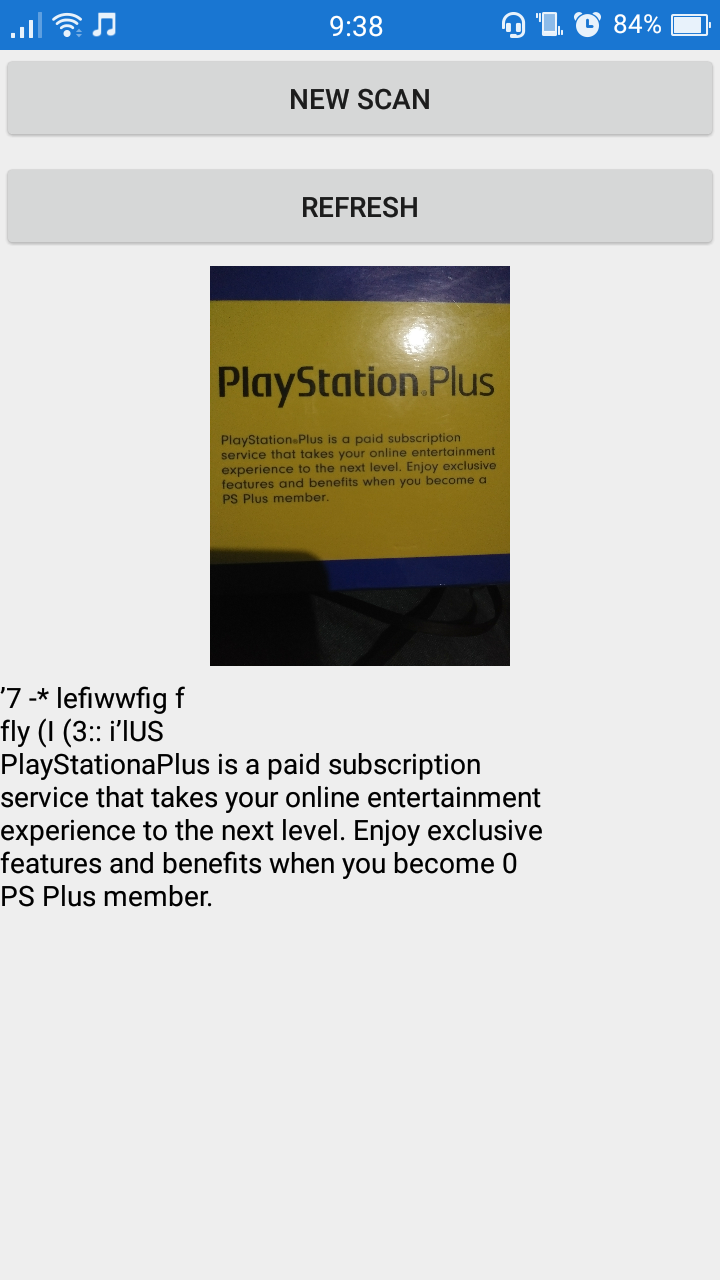 9:38
84%
NEW SCAN
REFRESH
PlayStation®Plus
PlayStation®Plus is a paid subscription
service that takes your online entertainment
experience to the next level. Enjoy exclusive
features and benefits when you become a
PS Plus member.
’7 -* lefiwwfig f
fly (I (3:: i’lUS
PlayStationaPlus is a paid subscription
service that takes your online entertainment
experience to the next level. Enjoy exclusive
features and benefits when you become 0
PS Plus member.